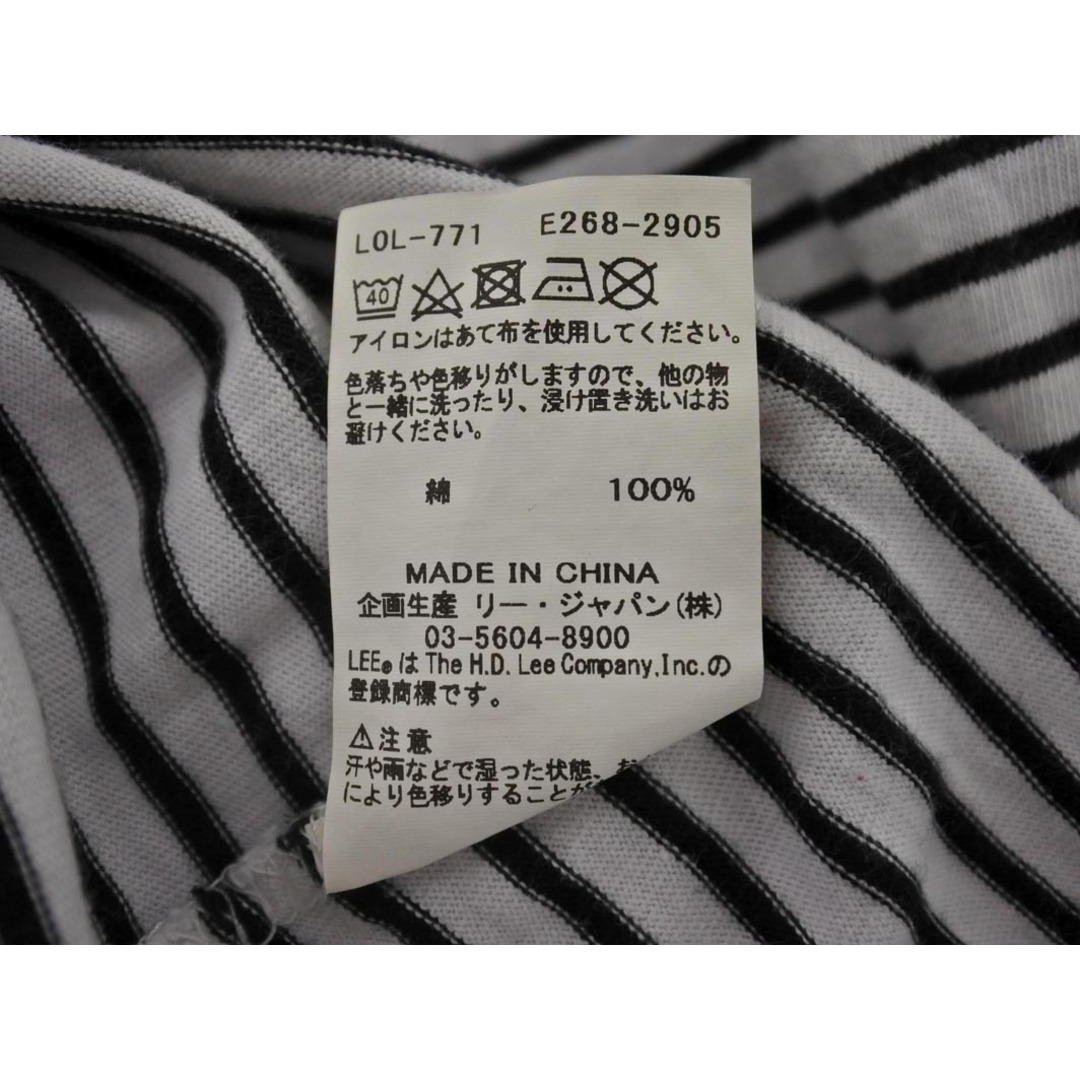 LOL-771 E268-2905
40
アイロンはあて布を使用してください。
色落ちや色移りがしますので、他の物
と一緒に洗ったり、浸け置き洗いはお
避けください。
綿 100%
MADE IN CHINA
企画生産 リー・ジャパン(株)
03-5604-8900
LEE®は The H.D. Lee Company, Inc.の
登録商標です。
⚠注意
汗や雨などで湿った状態、
により色移りすることが